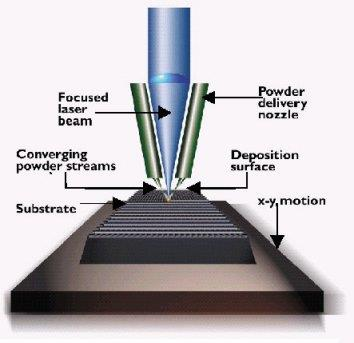 Focused
laser
beam
Powder
delivery
nozzle
Converging
powder streams
Deposition
surface
Substrate
x-y motion